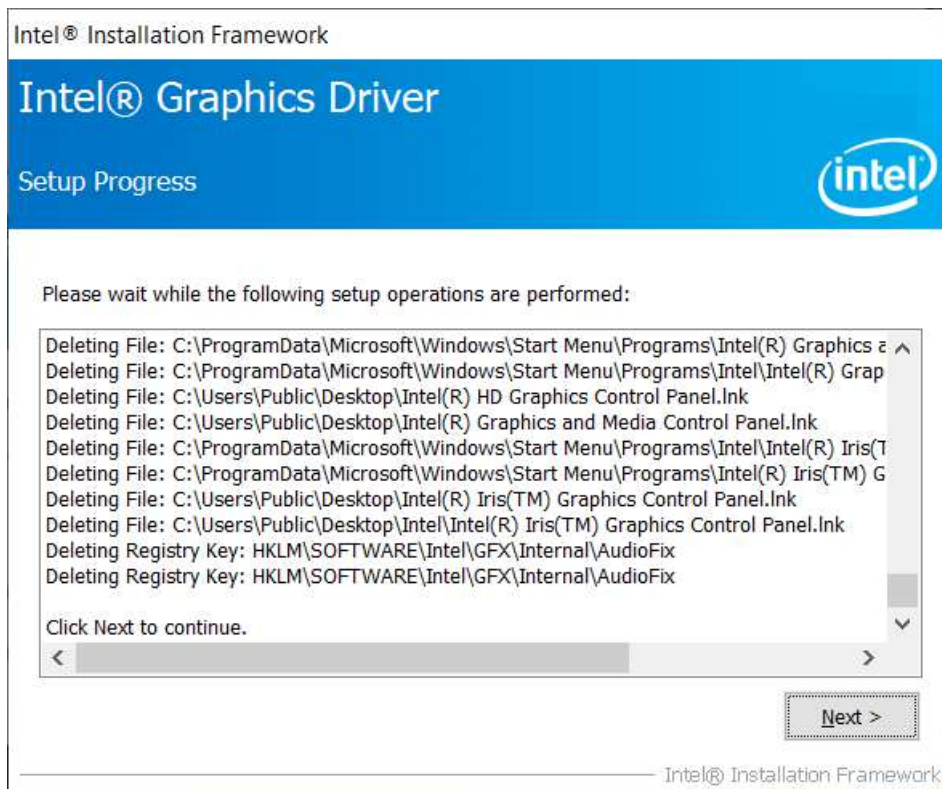 Intel® Installation Framework
Intel® Graphics Driver
Setup Progress
intel
Please wait while the following setup operations are performed:
Deleting File: C:\ProgramData\Microsoft\Windows\Start Menu\Programs\Intel(R) Graphics a
Deleting File: C:\ProgramData\Microsoft\Windows\Start Menu\Programs\Intel\Intel(R) Grap
Deleting File: C:\Users\Public\Desktop\Intel(R) HD Graphics Control Panel.lnk
Deleting File: C:\Users\Public\Desktop\Intel(R) Graphics and Media Control Panel.lnk
Deleting File: C:\ProgramData\Microsoft\Windows\Start Menu\Programs\Intel\Intel(R) Iris(T
Deleting File: C:\ProgramData\Microsoft\Windows\Start Menu\Programs\Intel(R) Iris(TM) G
Deleting File: C:\Users\Public\Desktop\Intel(R) Iris(TM) Graphics Control Panel.lnk
Deleting File: C:\Users\Public\Desktop\Intel\Intel(R) Iris(TM) Graphics Control Panel.lnk
Deleting Registry Key: HKLM\SOFTWARE\Intel\GFX\Internal\AudioFix
Deleting Registry Key: HKLM\SOFTWARE\Intel\GFX\Internal\AudioFix
Click Next to continue.
Next >
Intel® Installation Framework